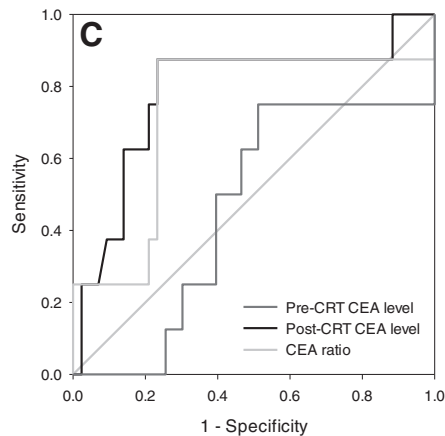 C
1.0
0.8
0.6
0.4
0.2
0.0
Sensitivity
Pre-CRT CEA level
Post-CRT CEA level
CEA ratio
0.0 0.2 0.4 0.6 0.8 1.0
1 - Specificity